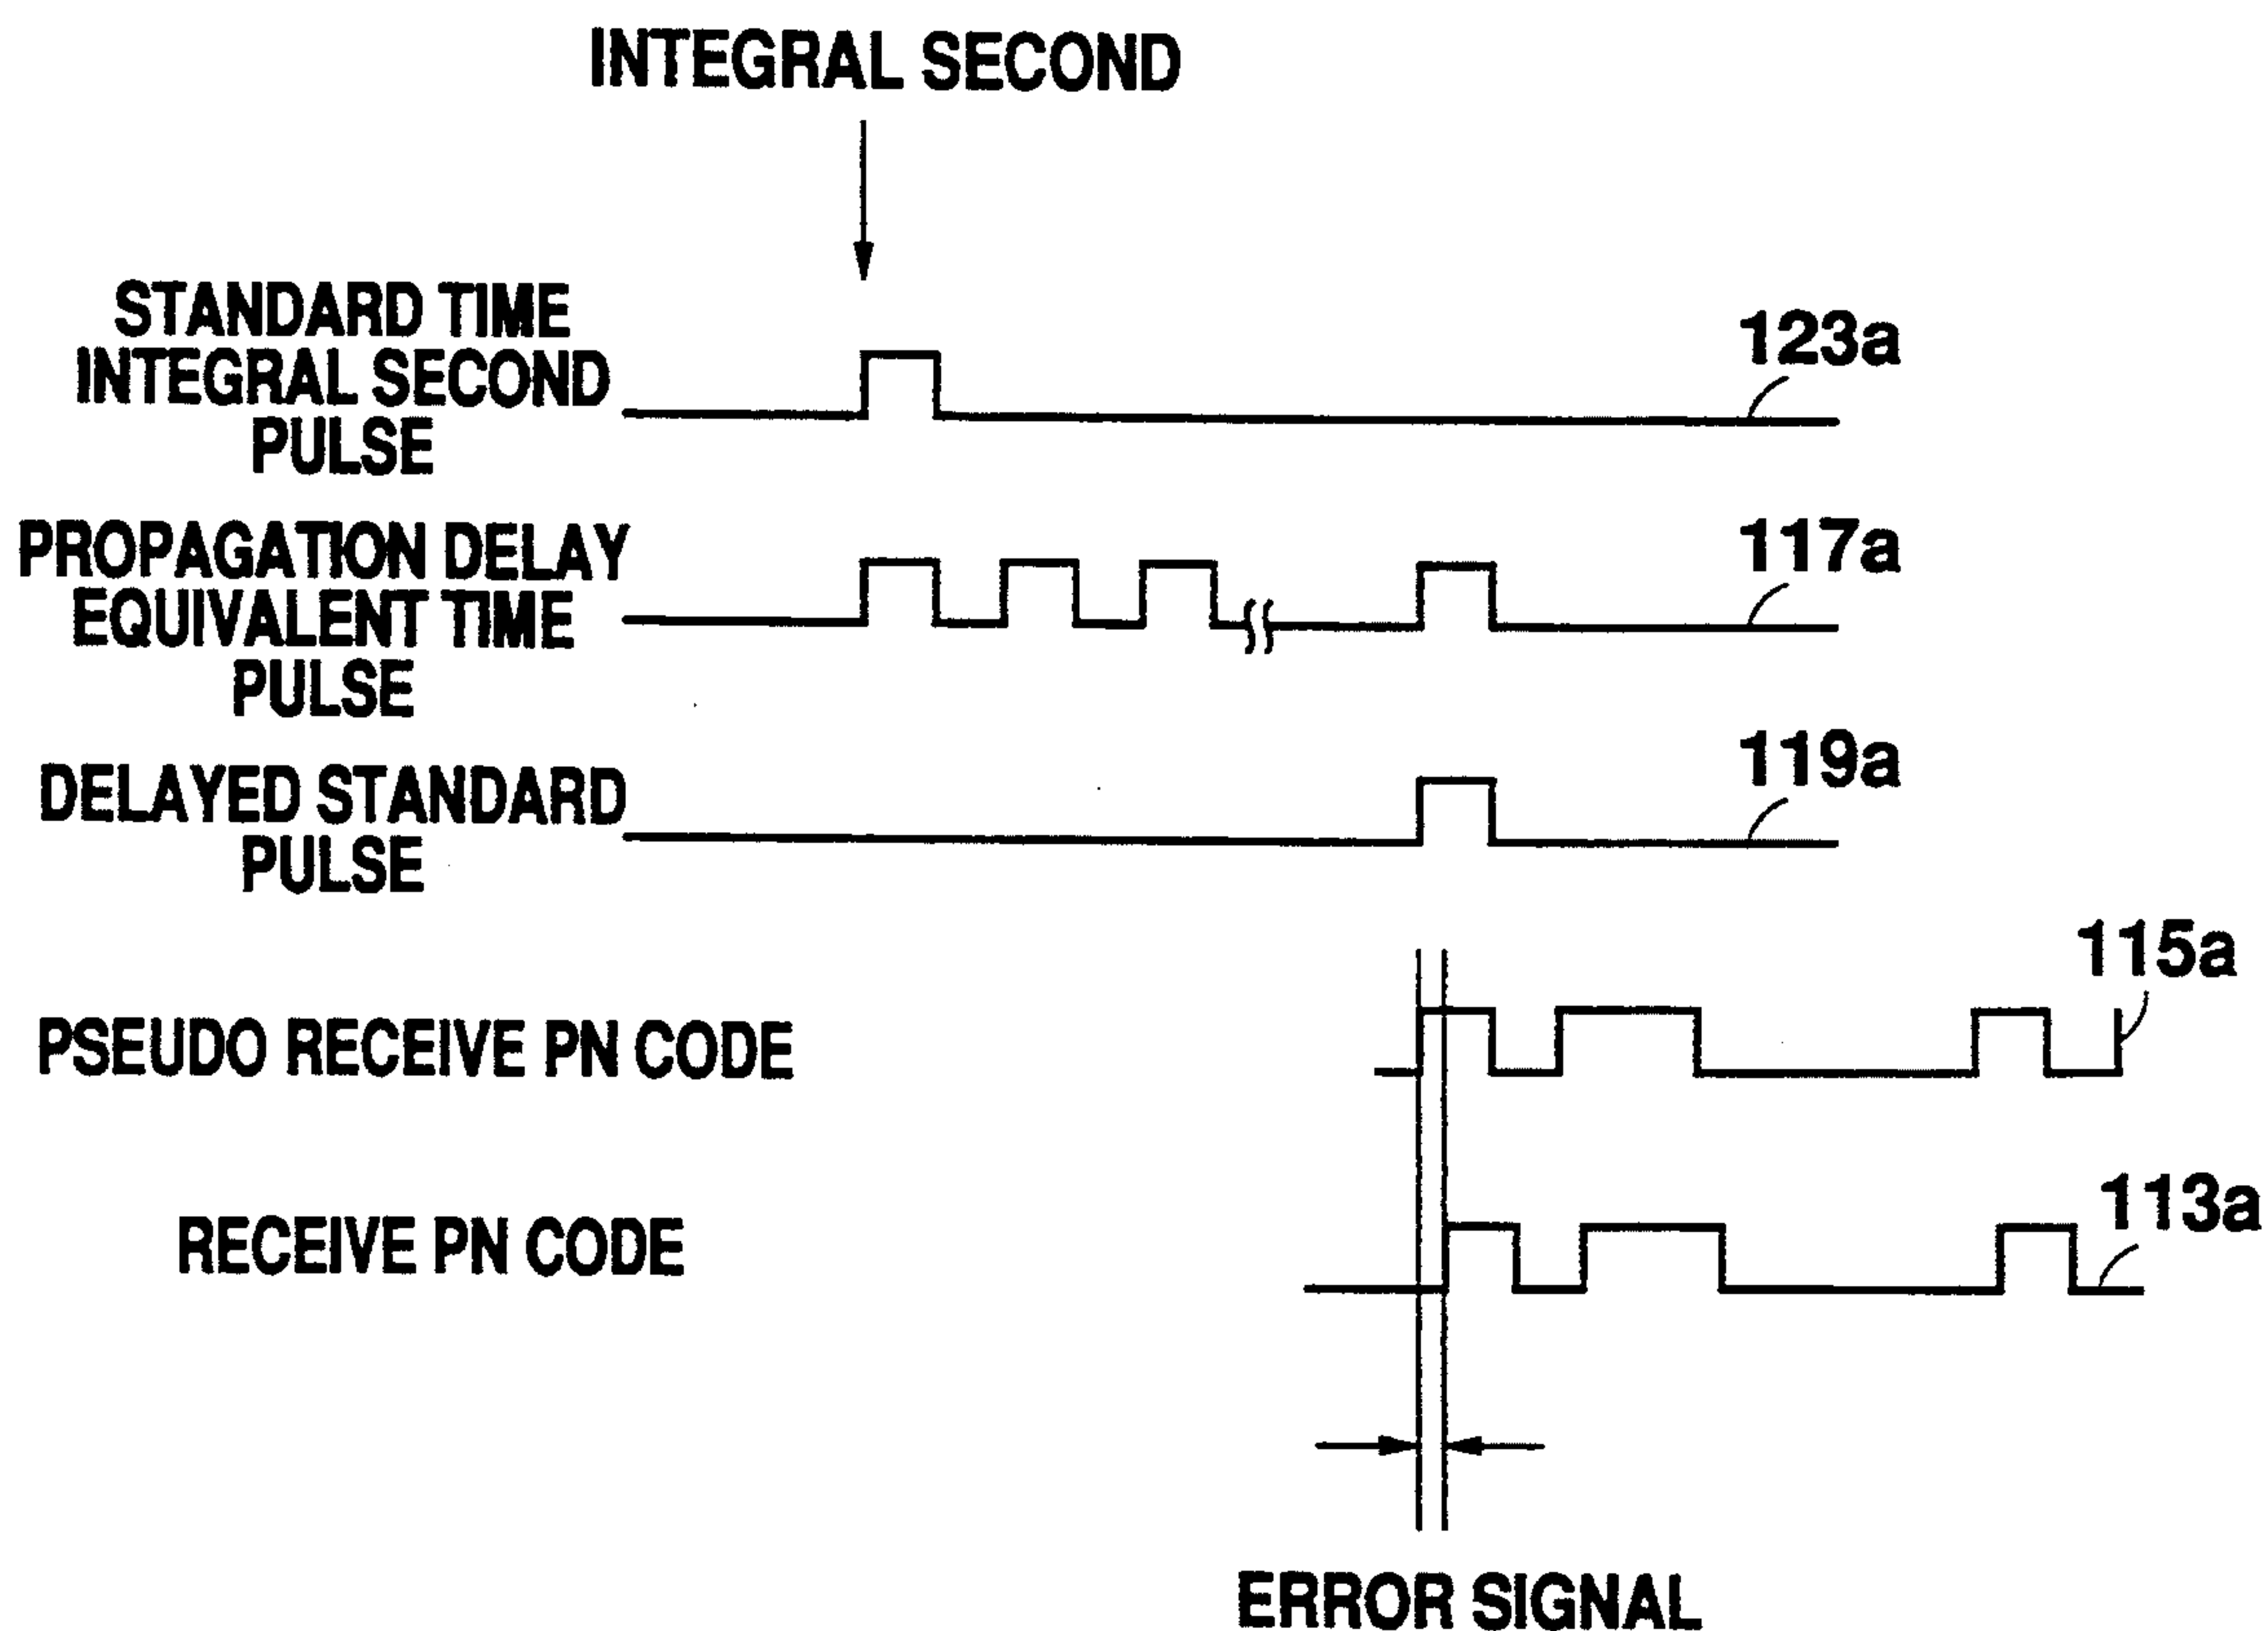 INTEGRAL SECOND
STANDARD TIME
INTEGRAL SECOND
PULSE
123a
PROPAGATION DELAY
EQUIVALENT TIME
PULSE
117a
DELAYED STANDARD
PULSE
119a
PSEUDO RECEIVE PN CODE
115a
RECEIVE PN CODE
113a
ERROR SIGNAL